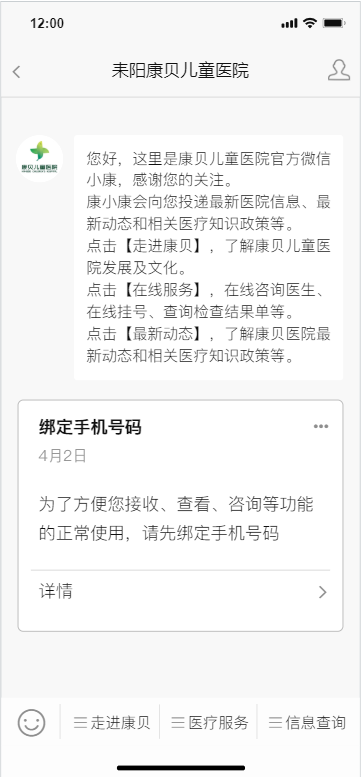 12:00
耒阳康贝儿童医院
康贝儿童医院
您好，这里是康贝儿童医院官方微信
小康，感谢您的关注。
康小康会向您投递最新医院信息、最
新动态和相关医疗知识政策等。
点击【走进康贝】，了解康贝儿童医
院发展及文化。
点击【在线服务】，在线咨询医生、
在线挂号、查询检查结果单等。
点击【最新动态】，了解康贝医院最
新动态和相关医疗知识政策等。
绑定手机号码
4月2日
为了方便您接收、查看、咨询等功能
的正常使用，请先绑定手机号码
详情
走进康贝 医疗服务 信息查询